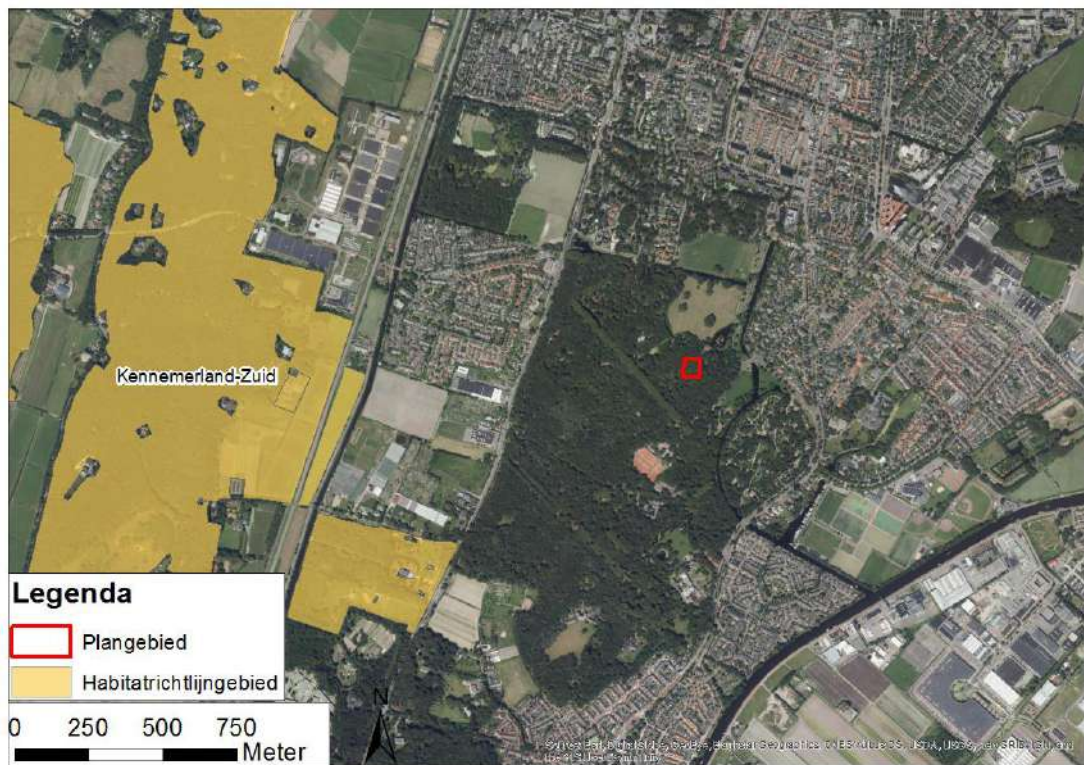 Kennemerland-Zuid
Legenda
Plangebied
Habitatrichtlijngebied
0 250 500 750
Meter
N